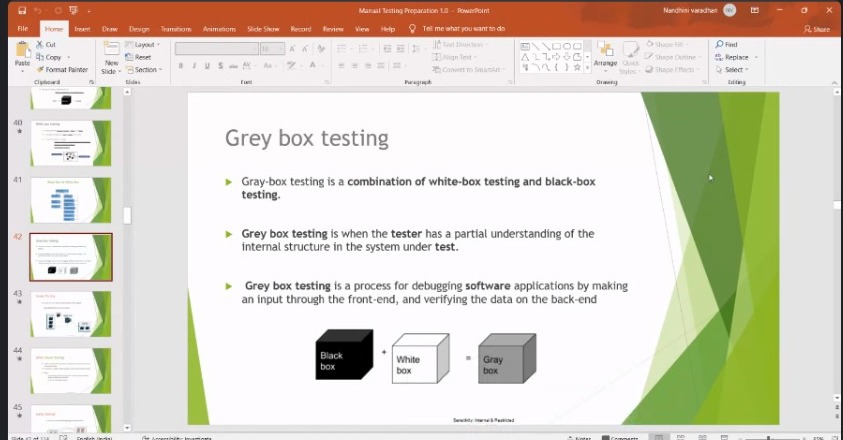 Manual Testing Preparation 1.0 - PowerPoint
Nandhini varadhan
File Home Insert Draw Design Transitions Animations Slide Show Record Review View Help Tell me what you want to do
Share
Cut
Copy
Format Painter
Paste
Clipboard
New
Slide
Layout
Reset
Section
Slides
Font
Text Direction
Align Text
Convert to SmartArt
Paragraph
Arrange
Quick
Styles
Shape Fill
Shape Outline
Shape Effects
Drawing
Find
Replace
Select
Editing
40
41
42
43
44
45
Grey box testing
Gray-box testing is a combination of white-box testing and black-box
testing.
Grey box testing is when the tester has a partial understanding of the
internal structure in the system under test.
Grey box testing is a process for debugging software applications by making
an input through the front-end, and verifying the data on the back-end
Black
box
+
White
box
=
Gray
box
Sensitivity: Internal & Restricted
English (India)
Accessibility: Investigate
Notes
Comments